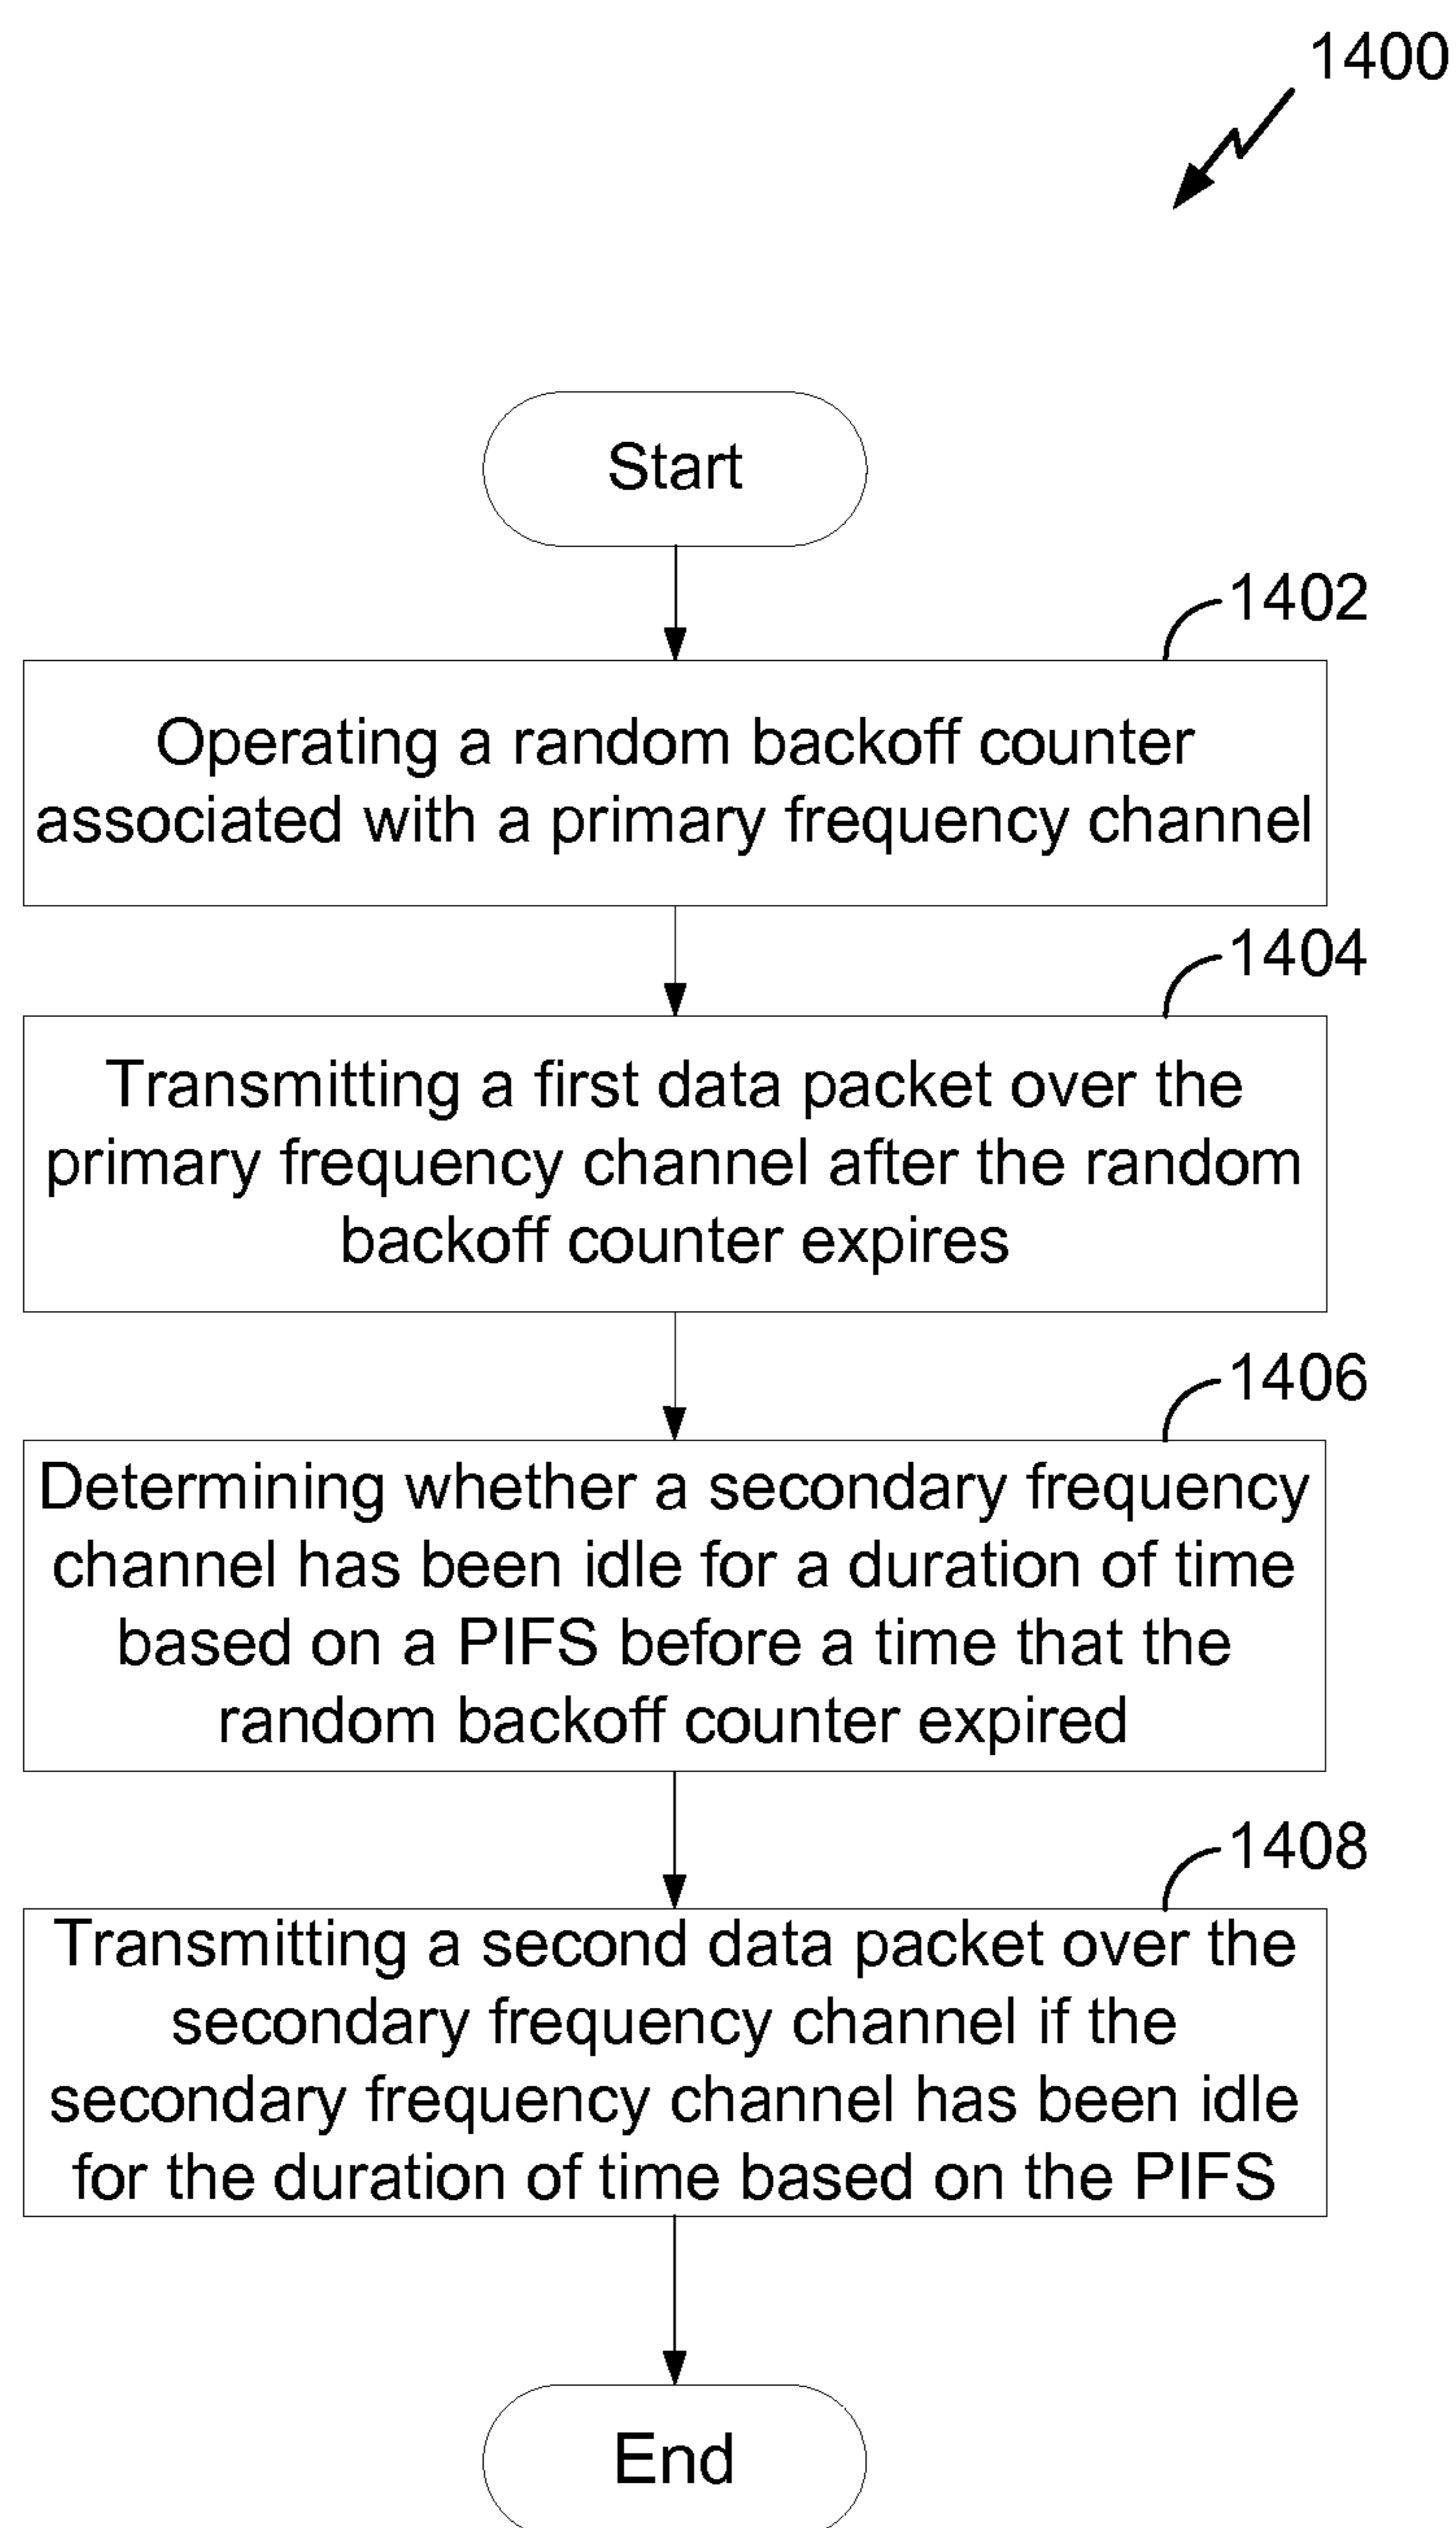 1400
Start
1402
Operating a random backoff counter
associated with a primary frequency channel
1404
Transmitting a first data packet over the
primary frequency channel after the random
backoff counter expires
1406
Determining whether a secondary frequency
channel has been idle for a duration of time
based on a PIFS before a time that the
random backoff counter expired
1408
Transmitting a second data packet over the
secondary frequency channel if the
secondary frequency channel has been idle
for the duration of time based on the PIFS
End